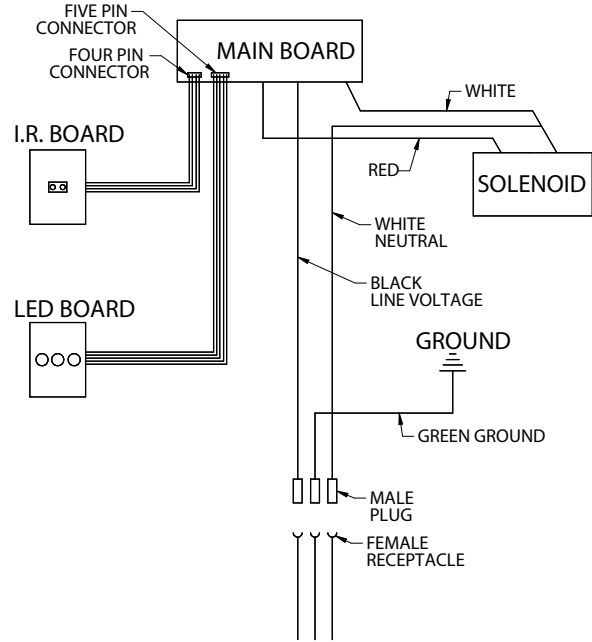 FIVE PIN
CONNECTOR
FOUR PIN
CONNECTOR
MAIN BOARD
WHITE
I.R. BOARD
RED
SOLENOID
WHITE
NEUTRAL
BLACK
LINE VOLTAGE
LED BOARD
GROUND
GREEN GROUND
MALE
PLUG
FEMALE
RECEPTACLE